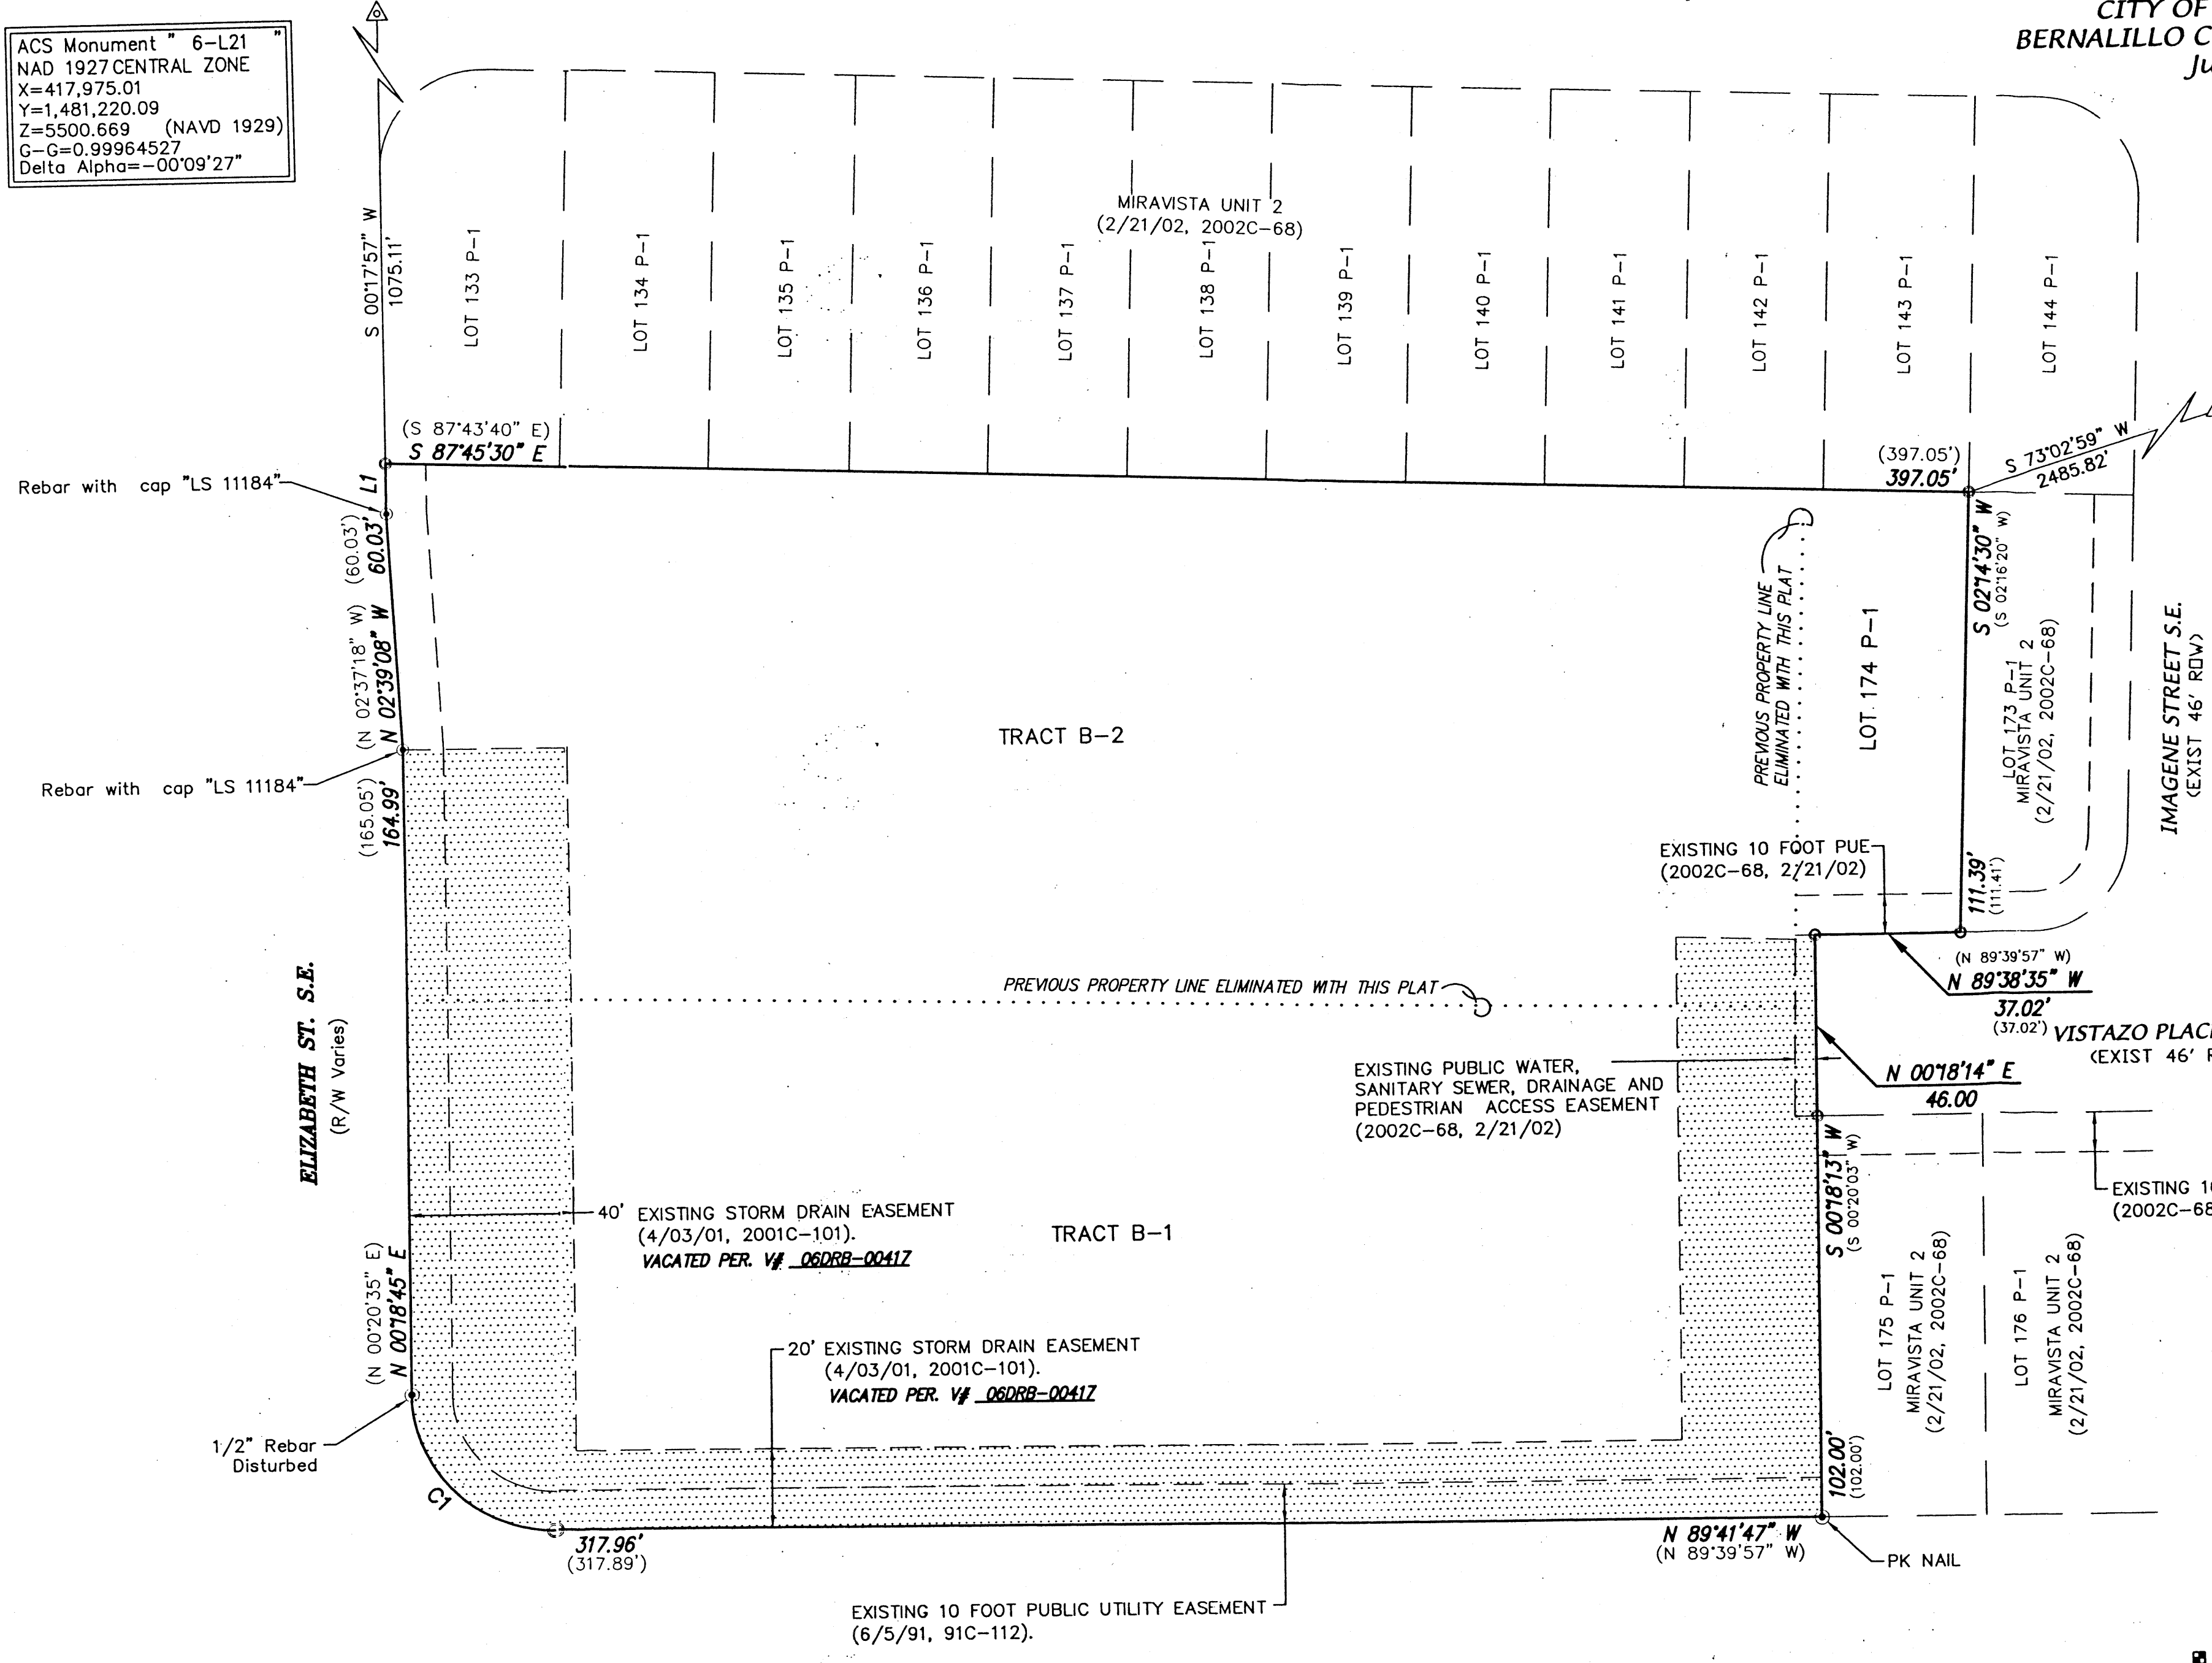 CITY OF
BERNALILLO C
Ju
ACS Monument " 6-L21 "
NAD 1927 CENTRAL ZONE
X=417,975.01
Y=1,481,220.09
Z=5500.669 (NAVD 1929)
G-G=0.99964527
Delta Alpha=-00°09'27"
S 00°17'57" W
1075.11'
MIRAVISTA UNIT 2
(2/21/02, 2002C-68)
LOT 133 P-1
LOT 134 P-1
LOT 135 P-1
LOT 136 P-1
LOT 137 P-1
LOT 138 P-1
LOT 139 P-1
LOT 140 P-1
LOT 141 P-1
LOT 142 P-1
LOT 143 P-1
LOT 144 P-1
(S 87°43'40" E)
S 87°45'30" E
(397.05')
397.05'
S 73°02'59" W
2485.82'
Rebar with cap "LS 11184"
L1
(60.03')
60.03'
(N 02°37'18" W)
N 02°39'08" W
Rebar with cap "LS 11184"
(165.05')
164.99'
TRACT B-2
PREVIOUS PROPERTY LINE
ELIMINATED WITH THIS PLAT
LOT 174 P-1
S 02°14'30" W
(S 02°16'20" W)
LOT 173 P-1
MIRAVISTA UNIT 2
(2/21/02, 2002C-68)
IMAGENE STREET S.E.
(EXIST 46' ROW)
EXISTING 10 FOOT PUE
(2002C-68, 2/21/02)
111.39'
(111.41')
(N 89°39'57" W)
N 89°38'35" W
37.02'
(37.02')
VISTAZO PLAC
(EXIST 46' R
PREVIOUS PROPERTY LINE ELIMINATED WITH THIS PLAT
ELIZABETH ST. S.E.
(R/W Varies)
EXISTING PUBLIC WATER,
SANITARY SEWER, DRAINAGE AND
PEDESTRIAN ACCESS EASEMENT
(2002C-68, 2/21/02)
N 00°18'14" E
46.00
S 00°18'13" W
(S 00°20'03" W)
EXISTING 1
(2002C-68
40' EXISTING STORM DRAIN EASEMENT
(4/03/01, 2001C-101).
VACATED PER. V# 06DRB-00417
TRACT B-1
(N 00°20'35" E)
N 00°18'45" E
20' EXISTING STORM DRAIN EASEMENT
(4/03/01, 2001C-101).
VACATED PER. V# 06DRB-00417
LOT 175 P-1
MIRAVISTA UNIT 2
(2/21/02, 2002C-68)
LOT 176 P-1
MIRAVISTA UNIT 2
(2/21/02, 2002C-68)
1/2" Rebar
Disturbed
C1
102.00'
(102.00')
317.96'
(317.89')
N 89°41'47" W
(N 89°39'57" W)
PK NAIL
EXISTING 10 FOOT PUBLIC UTILITY EASEMENT
(6/5/91, 91C-112).